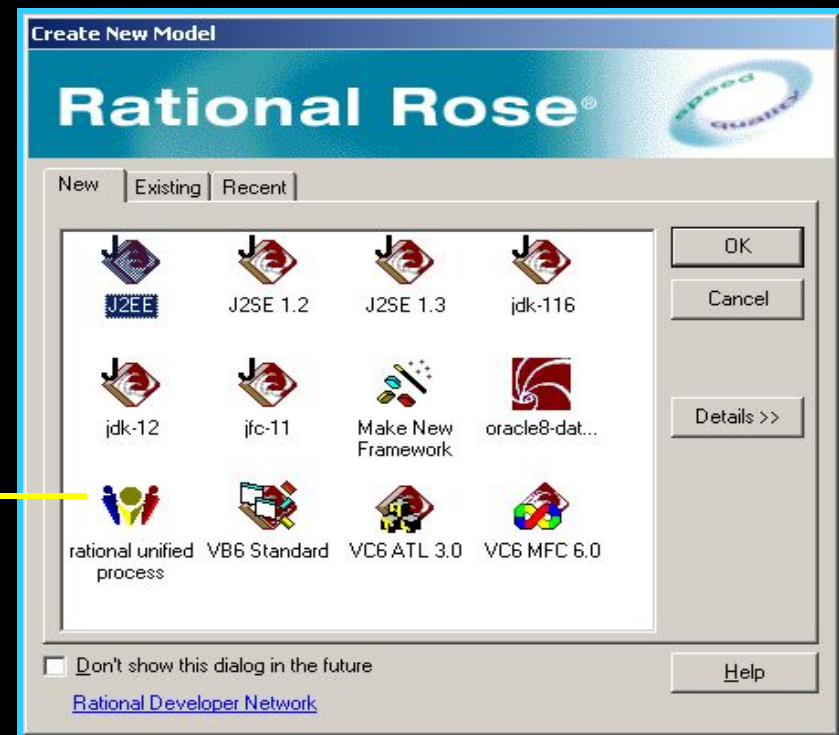 Create New Model
Rational Rose®
speed
quality
New
Existing
Recent
J2EE
J2SE 1.2
J2SE 1.3
jdk-116
OK
Cancel
jdk-12
jfc-11
Make New
Framework
oracle8-dat...
Details >>
rational unified
process
VB6 Standard
VC6 ATL 3.0
VC6 MFC 6.0
Don't show this dialog in the future
Help
Rational Developer Network